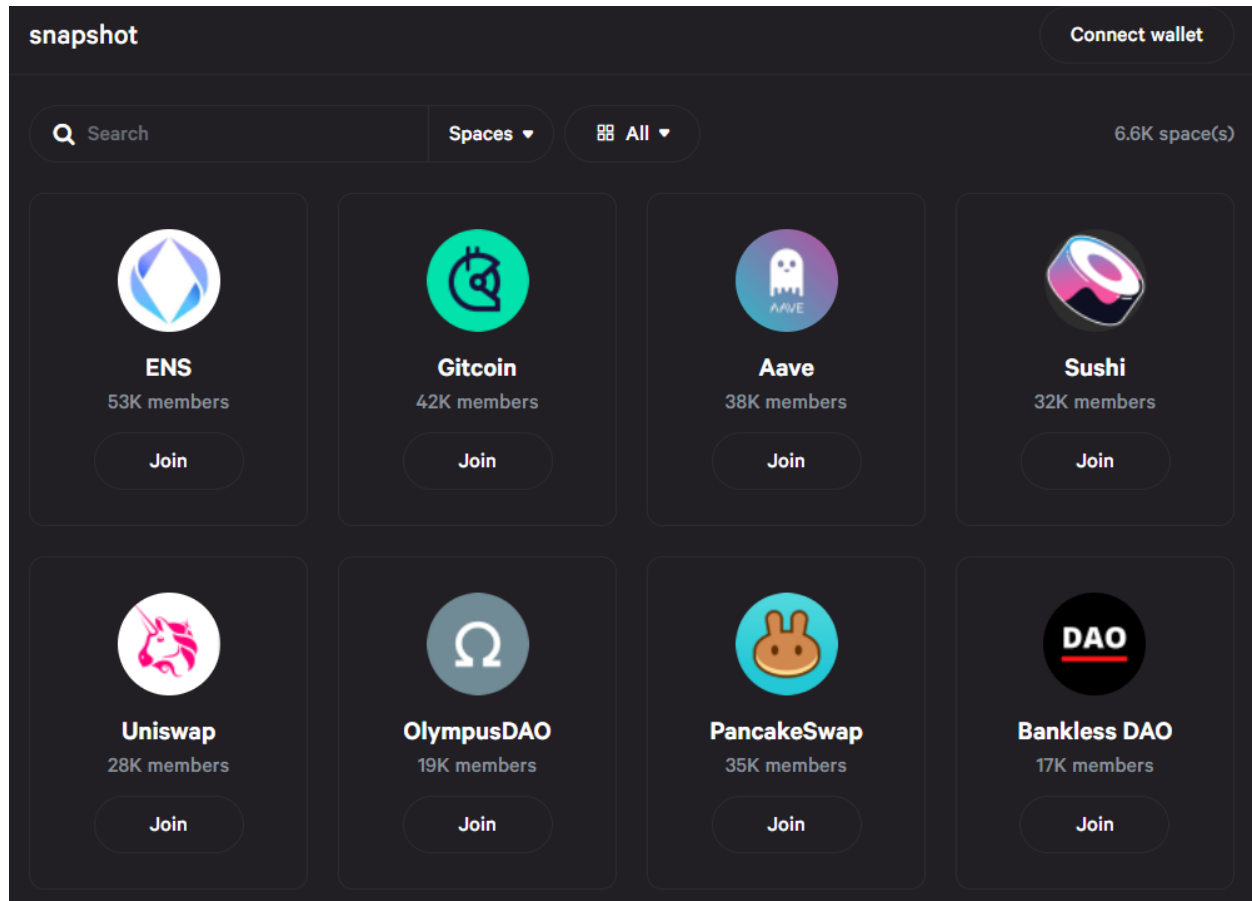 snapshot
Connect wallet
Search
Spaces
All
6.6K space(s)
AAVE
ENS
Gitcoin
Aave
Sushi
53K members
42K members
38K members
32K members
Join
Join
Join
Join
DAO
Uniswap
OlympusDAO
PancakeSwap
Bankless DAO
28K members
19K members
35K members
17K members
Join
Join
Join
Join